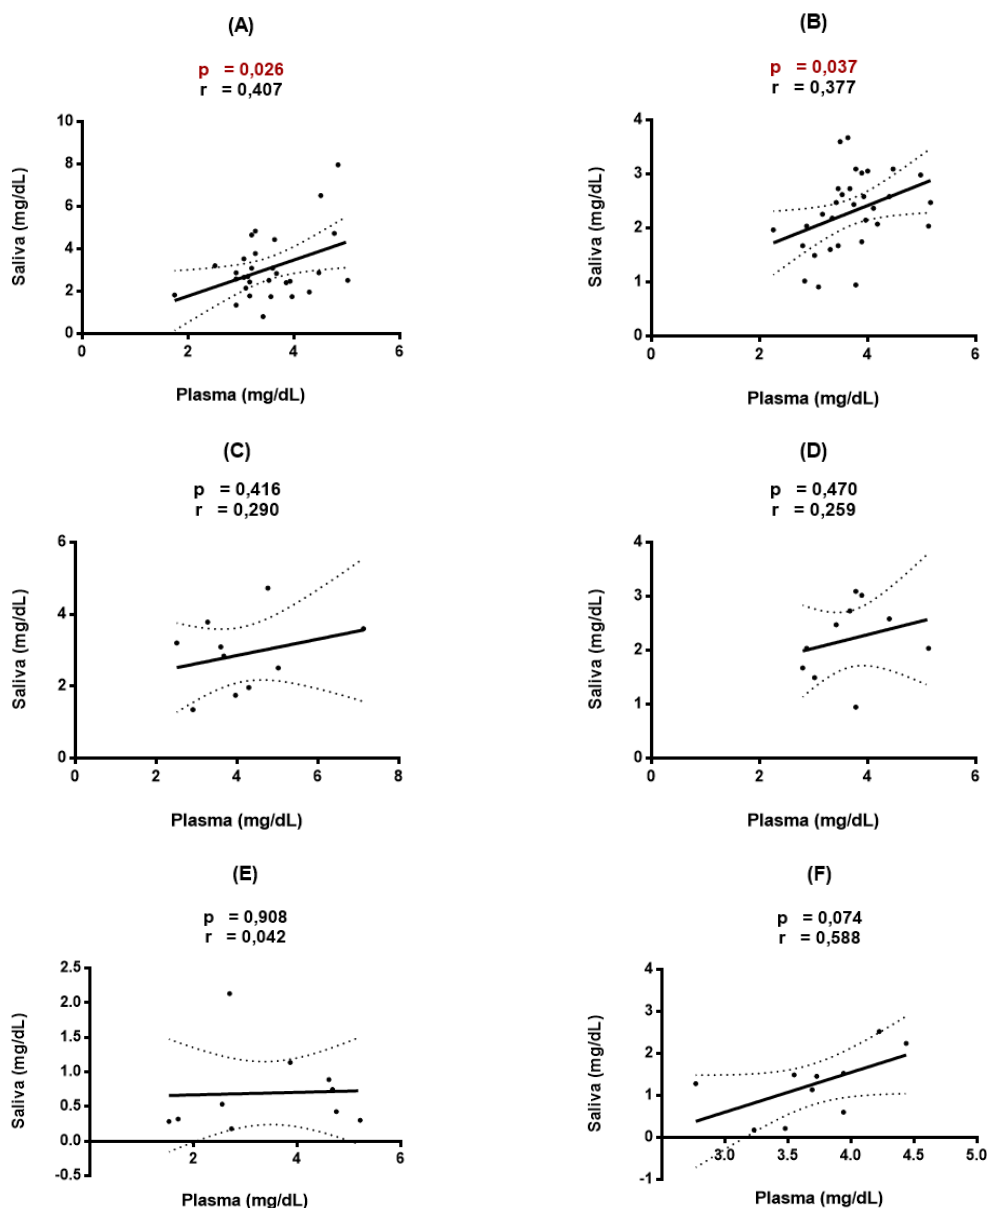 (A)
p = 0,026
r = 0,407
10
8
6
4
2
0
0 2 4 6
Saliva (mg/dL)
Plasma (mg/dL)
(B)
p = 0,037
r = 0,377
4
3
2
1
0
0 2 4 6
Saliva (mg/dL)
Plasma (mg/dL)
(C)
p = 0,416
r = 0,290
6
4
2
0
0 2 4 6 8
Saliva (mg/dL)
Plasma (mg/dL)
(D)
p = 0,470
r = 0,259
4
3
2
1
0
0 2 4 6
Saliva (mg/dL)
Plasma (mg/dL)
(E)
p = 0,908
r = 0,042
2.5
2.0
1.5
1.0
0.5
0.0
-0.5
2 4 6
Saliva (mg/dL)
Plasma (mg/dL)
(F)
p = 0,074
r = 0,588
4
3
2
1
0
-1
3.0 3.5 4.0 4.5 5.0
Saliva (mg/dL)
Plasma (mg/dL)